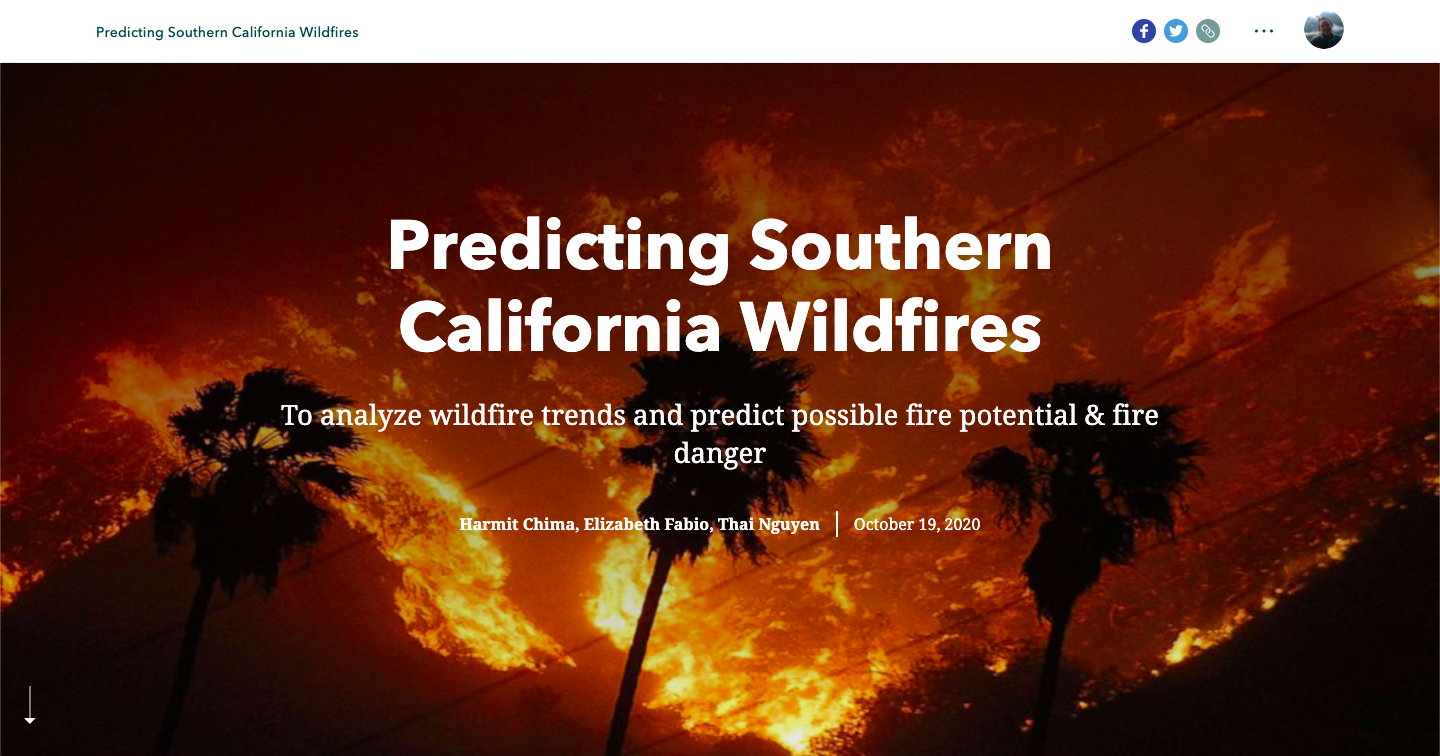 Predicting Southern California Wildfires
Predicting Southern
California Wildfires
To analyze wildfire trends and predict possible fire potential & fire
danger
Harmit Chima, Elizabeth Fabio, Thai Nguyen | October 19, 2020